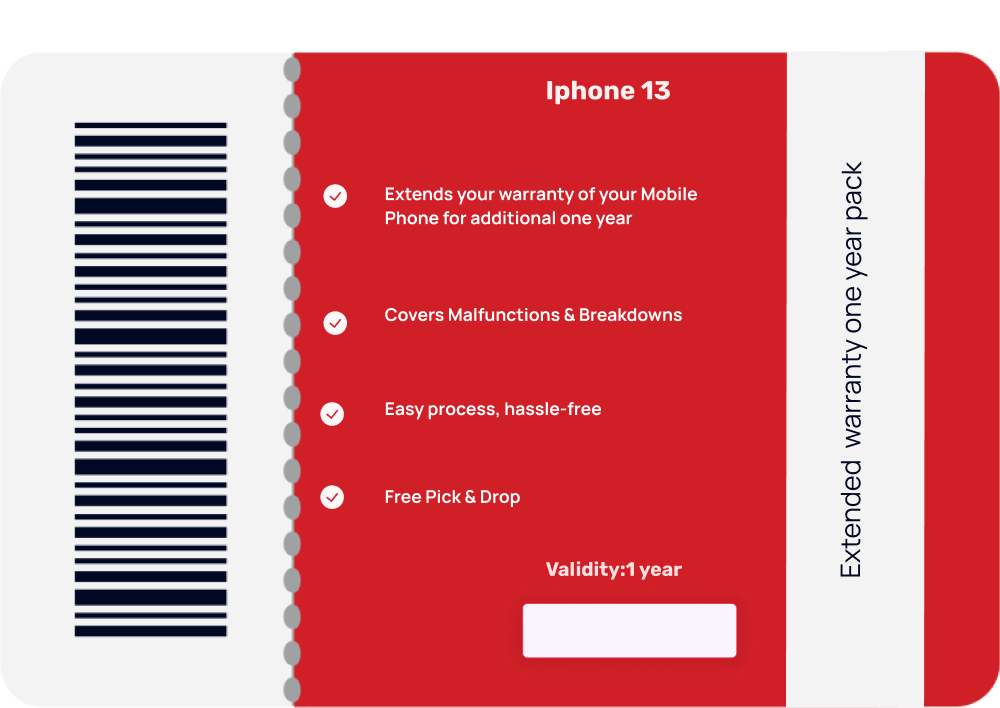 Iphone 13
Extends your warranty of your Mobile
Phone for additional one year
Covers Malfunctions & Breakdowns
Easy process, hassle-free
Free Pick & Drop
Validity:1 year
Extended warranty one year pack